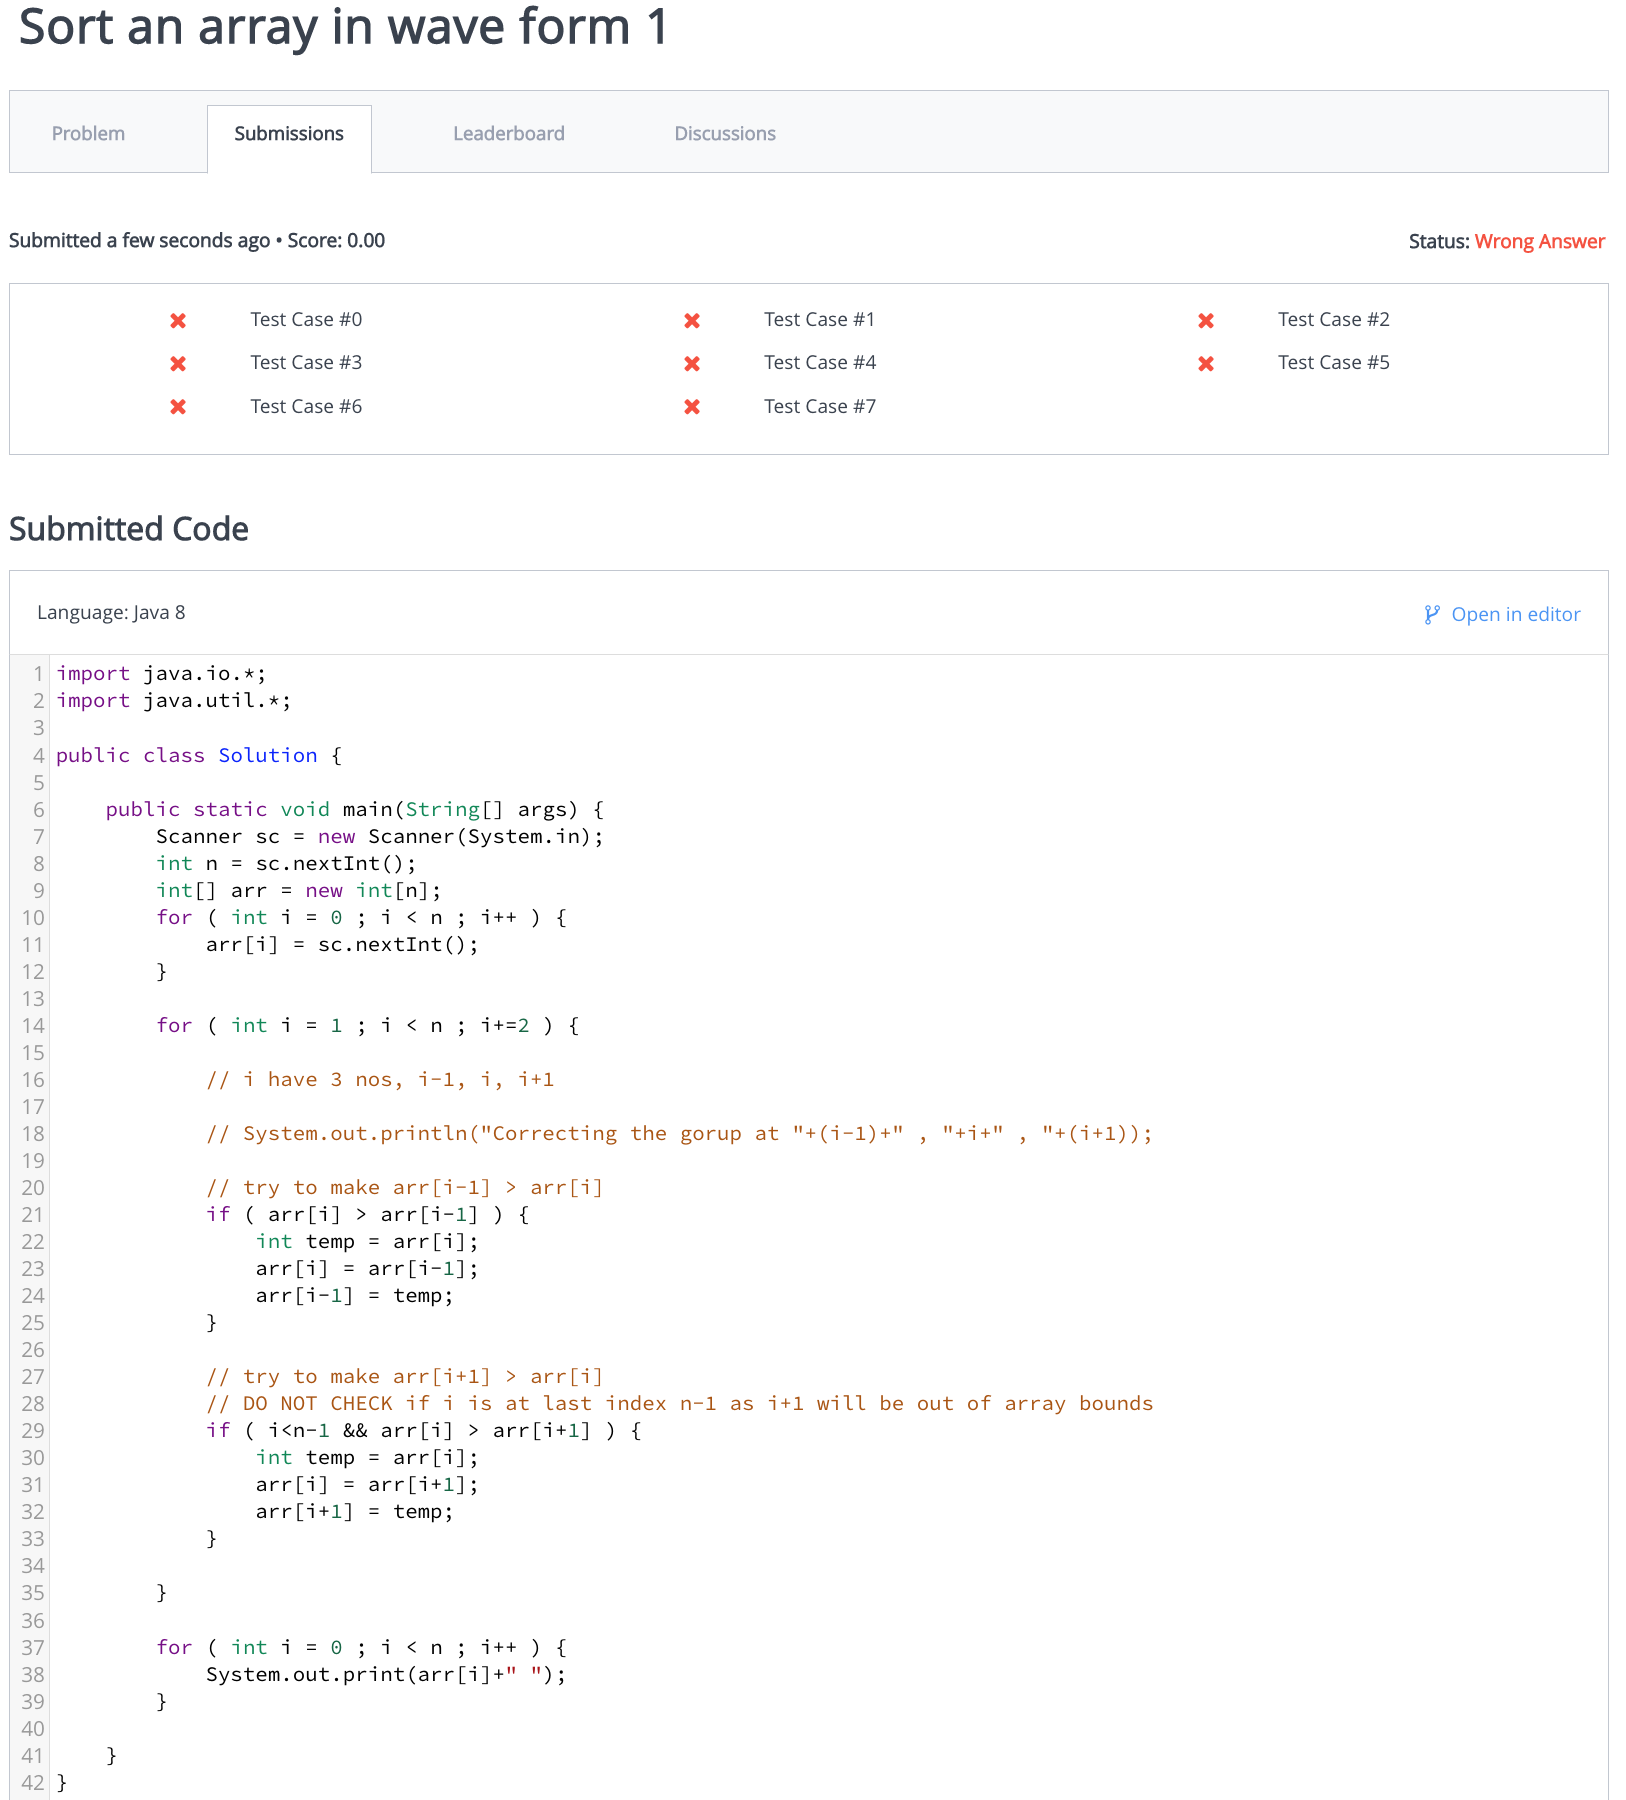 Sort an array in wave form 1
Problem Submissions Leaderboard Discussions
Submitted a few seconds ago • Score: 0.00 Status: Wrong Answer
Test Case #0 Test Case #1 Test Case #2
Test Case #3 Test Case #4 Test Case #5
Test Case #6 Test Case #7
Submitted Code
Language: Java 8 Open in editor
1 import java.io.*;
2 import java.util.*;
3
4 public class Solution {
5
6     public static void main(String[] args) {
7         Scanner sc = new Scanner(System.in);
8         int n = sc.nextInt();
9         int[] arr = new int[n];
10         for ( int i = 0 ; i < n ; i++ ) {
11             arr[i] = sc.nextInt();
12         }
13
14         for ( int i = 1 ; i < n ; i+=2 ) {
15
16             // i have 3 nos, i-1, i, i+1
17
18             // System.out.println("Correcting the gorup at "+(i-1)+" , "+i+" , "+(i+1));
19
20             // try to make arr[i-1] > arr[i]
21             if ( arr[i] > arr[i-1] ) {
22                 int temp = arr[i];
23                 arr[i] = arr[i-1];
24                 arr[i-1] = temp;
25             }
26
27             // try to make arr[i+1] > arr[i]
28             // DO NOT CHECK if i is at last index n-1 as i+1 will be out of array bounds
29             if ( i<n-1 && arr[i] > arr[i+1] ) {
30                 int temp = arr[i];
31                 arr[i] = arr[i+1];
32                 arr[i+1] = temp;
33             }
34
35         }
36
37         for ( int i = 0 ; i < n ; i++ ) {
38             System.out.print(arr[i]+" ");
39         }
40
41     }
42 }